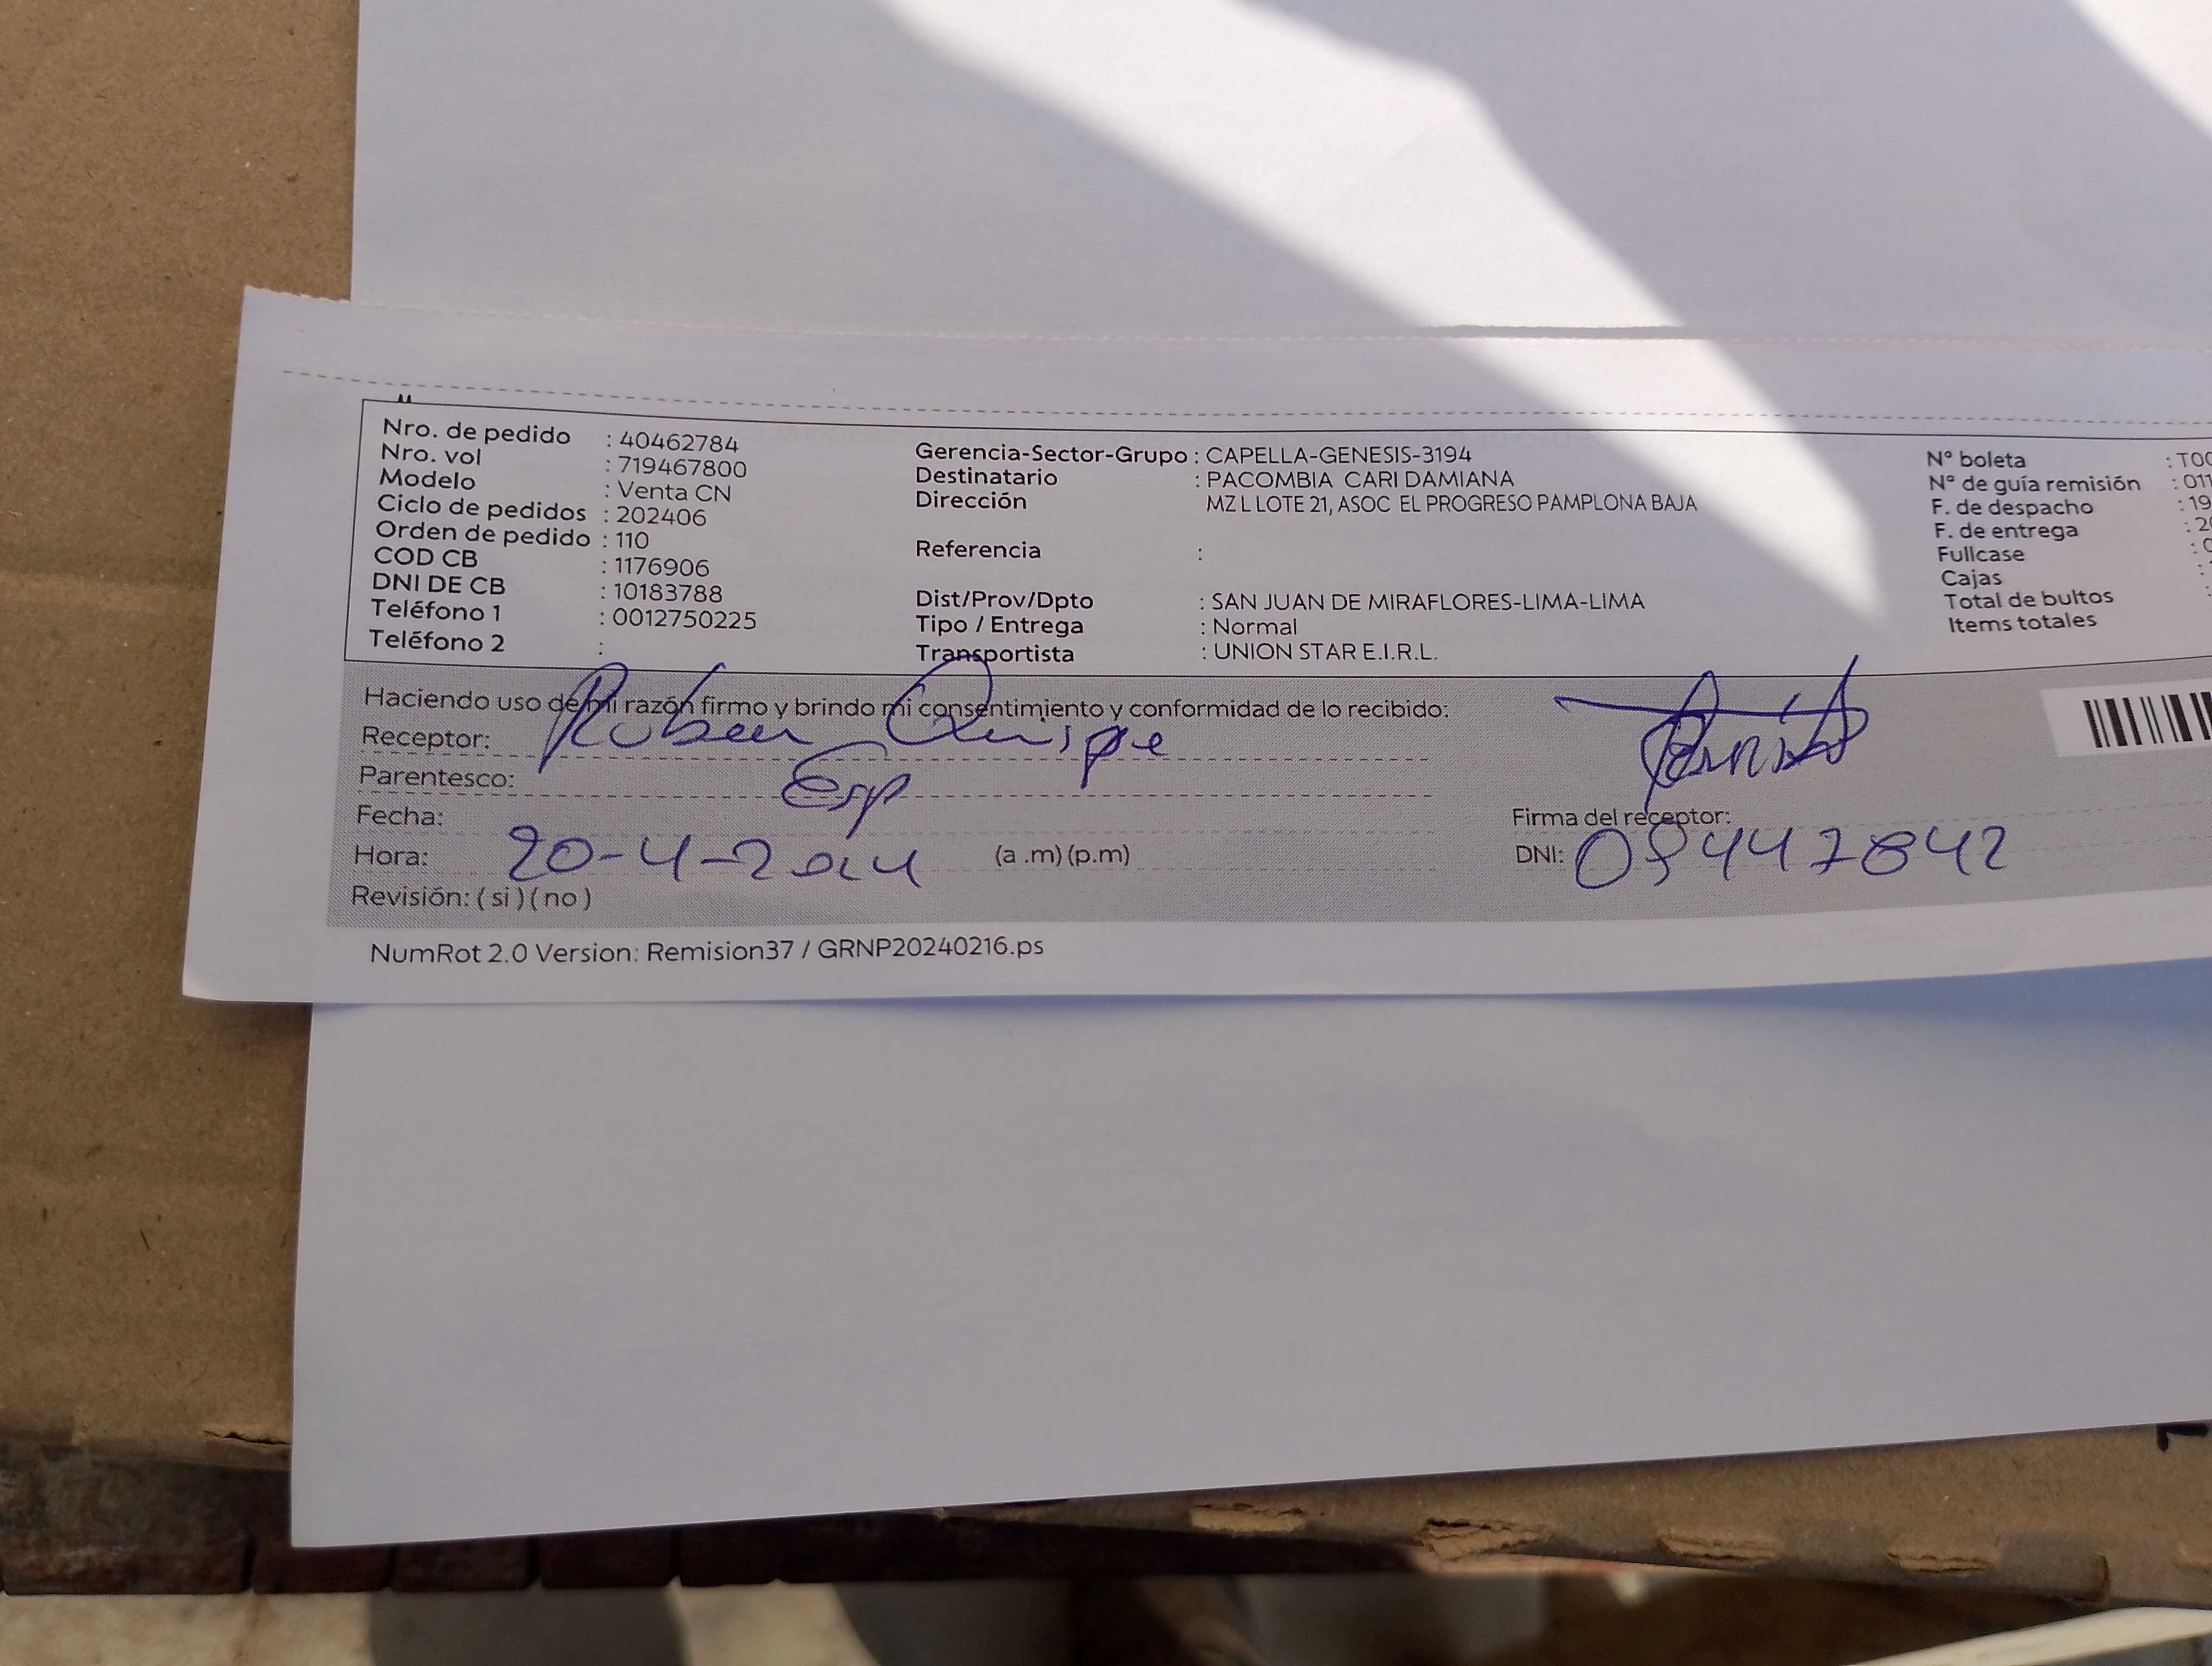 Nro. de pedido : 40462784
Nro. vol : 719467800
Modelo : Venta CN
Ciclo de pedidos : 202406
Orden de pedido : 110
COD CB : 1176906
DNI DE CB : 10183788
Teléfono 1 : 0012750225
Teléfono 2 :
Gerencia-Sector-Grupo : CAPELLA-GENESIS-3194
Destinatario : PACOMBIA CARI DAMIANA
Dirección MZ L LOTE 21, ASOC EL PROGRESO PAMPLONA BAJA
Referencia :
Dist/Prov/Dpto : SAN JUAN DE MIRAFLORES-LIMA-LIMA
Tipo / Entrega : Normal
Transportista : UNION STAR E.I.R.L.
N° boleta : T00
N° de guía remisión : 011
F. de despacho : 19
F. de entrega : 2
Fullcase :
Cajas :
Total de bultos :
Items totales
Haciendo uso de mi razón firmo y brindo mi consentimiento y conformidad de lo recibido:
Receptor: Ruben Quispe
Parentesco: Esp
Fecha:
Hora: 20-4-2024 (a .m) (p.m)
Revisión: ( si ) ( no )
Firma del receptor:
DNI: 09447842
NumRot 2.0 Version: Remision37 / GRNP20240216.ps